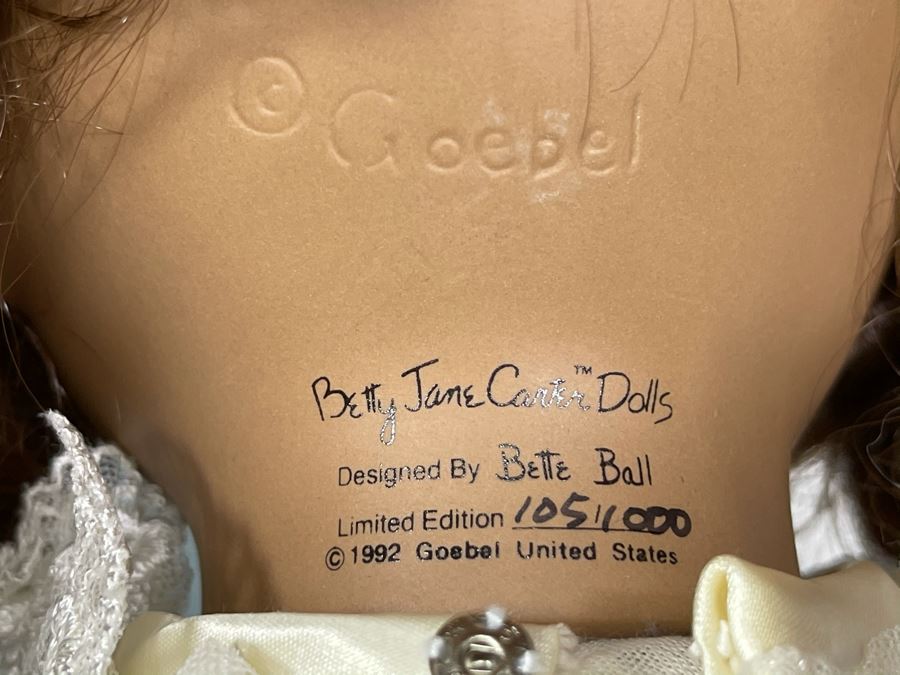 © Goebel
Betty Jane Carter™ Dolls
Designed By Bette Ball
Limited Edition 105/1000
© 1992 Goebel United States